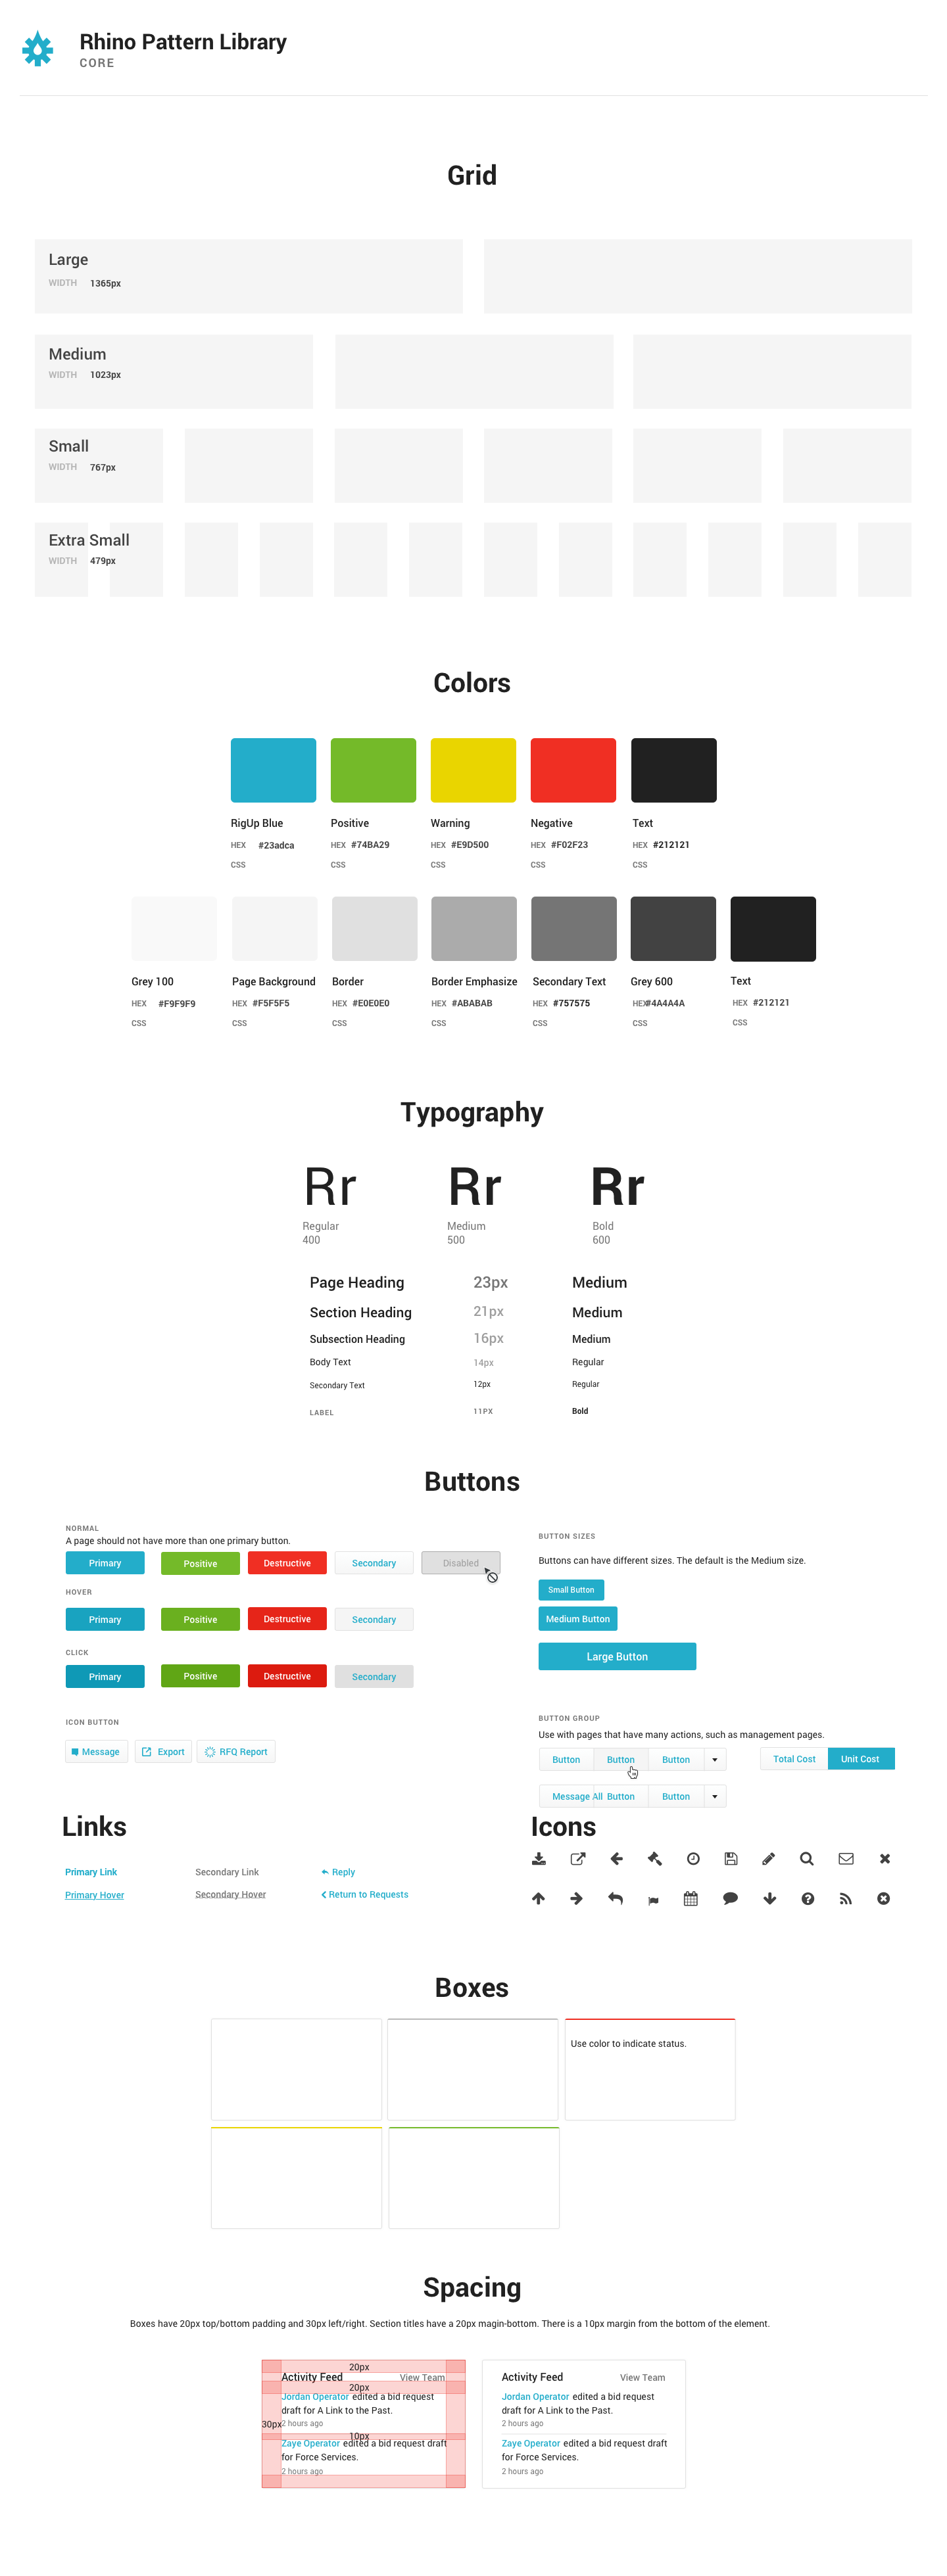 Rhino Pattern Library
CORE
Grid
Large
WIDTH 1365px
Medium
WIDTH 1023px
Small
WIDTH 767px
Extra Small
WIDTH 479px
Colors
RigUp Blue Positive Warning Negative Text
HEX #23adca HEX #74BA29 HEX #E9D500 HEX #F02F23 HEX #212121
CSS CSS CSS CSS CSS
Grey 100 Page Background Border Border Emphasize Secondary Text Grey 600 Text
HEX #F9F9F9 HEX #F5F5F5 HEX #E0E0E0 HEX #ABABAB HEX #757575 HEX #4A4A4A HEX #212121
CSS CSS CSS CSS CSS CSS CSS
Typography
Rr Rr Rr
Regular Medium Bold
400 500 600
Page Heading 23px Medium
Section Heading 21px Medium
Subsection Heading 16px Medium
Body Text 14px Regular
Secondary Text 12px Regular
LABEL 11PX Bold
Buttons
NORMAL
A page should not have more than one primary button.
Primary Positive Destructive Secondary Disabled
HOVER
Primary Positive Destructive Secondary
CLICK
Primary Positive Destructive Secondary
ICON BUTTON
Message Export RFQ Report
BUTTON SIZES
Buttons can have different sizes. The default is the Medium size.
Small Button
Medium Button
Large Button
BUTTON GROUP
Use with pages that have many actions, such as management pages.
Button Button Button Total Cost Unit Cost
Message All Button Button
Links
Primary Link Secondary Link Reply
Primary Hover Secondary Hover Return to Requests
Icons
Boxes
Use color to indicate status.
Spacing
Boxes have 20px top/bottom padding and 30px left/right. Section titles have a 20px magin-bottom. There is a 10px margin from the bottom of the element.
20px
Activity Feed View Team
20px
Jordan Operator edited a bid request
draft for A Link to the Past.
30px 2 hours ago
10px
Zaye Operator edited a bid request draft
for Force Services.
2 hours ago
Activity Feed View Team
Jordan Operator edited a bid request
draft for A Link to the Past.
2 hours ago
Zaye Operator edited a bid request draft
for Force Services.
2 hours ago